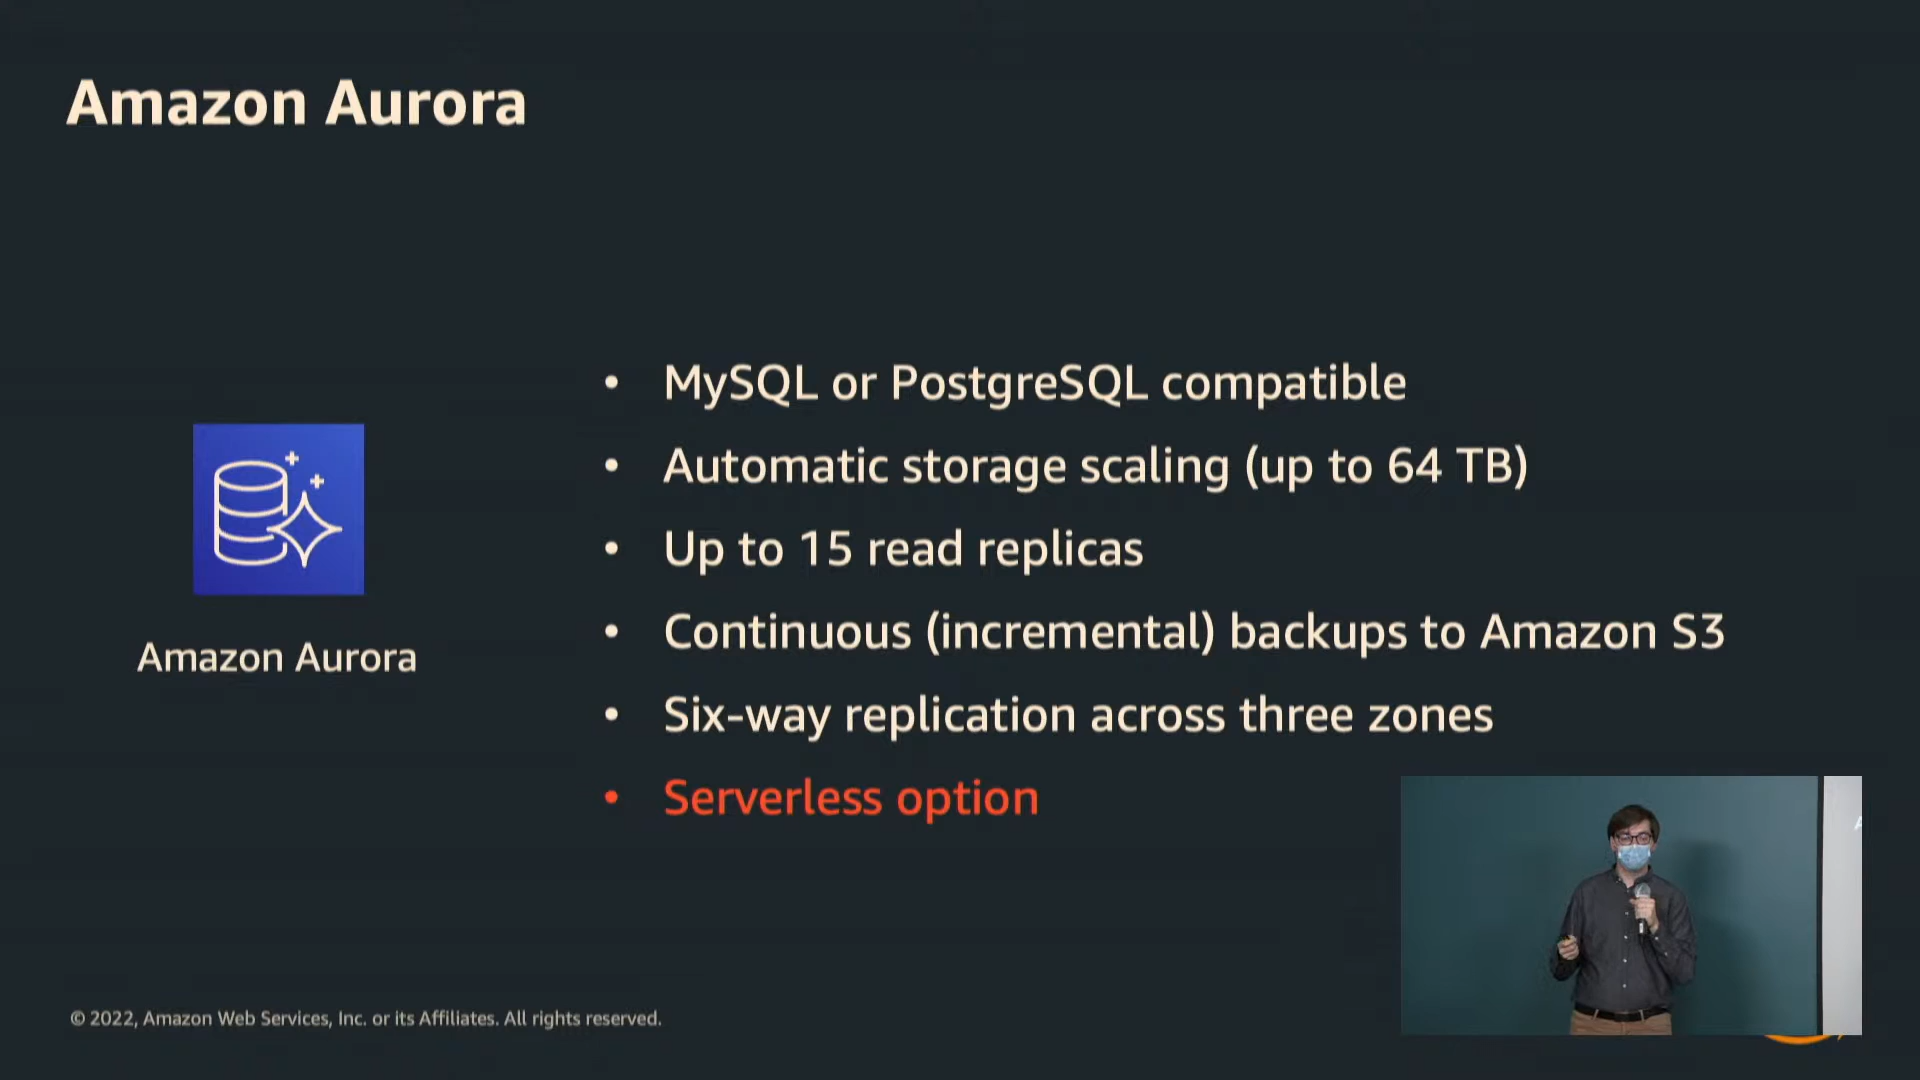 Amazon Aurora
• MySQL or PostgreSQL compatible
• Automatic storage scaling (up to 64 TB)
• Up to 15 read replicas
• Continuous (incremental) backups to Amazon S3
• Six-way replication across three zones
• Serverless option
Amazon Aurora
© 2022, Amazon Web Services, Inc. or its Affiliates. All rights reserved.